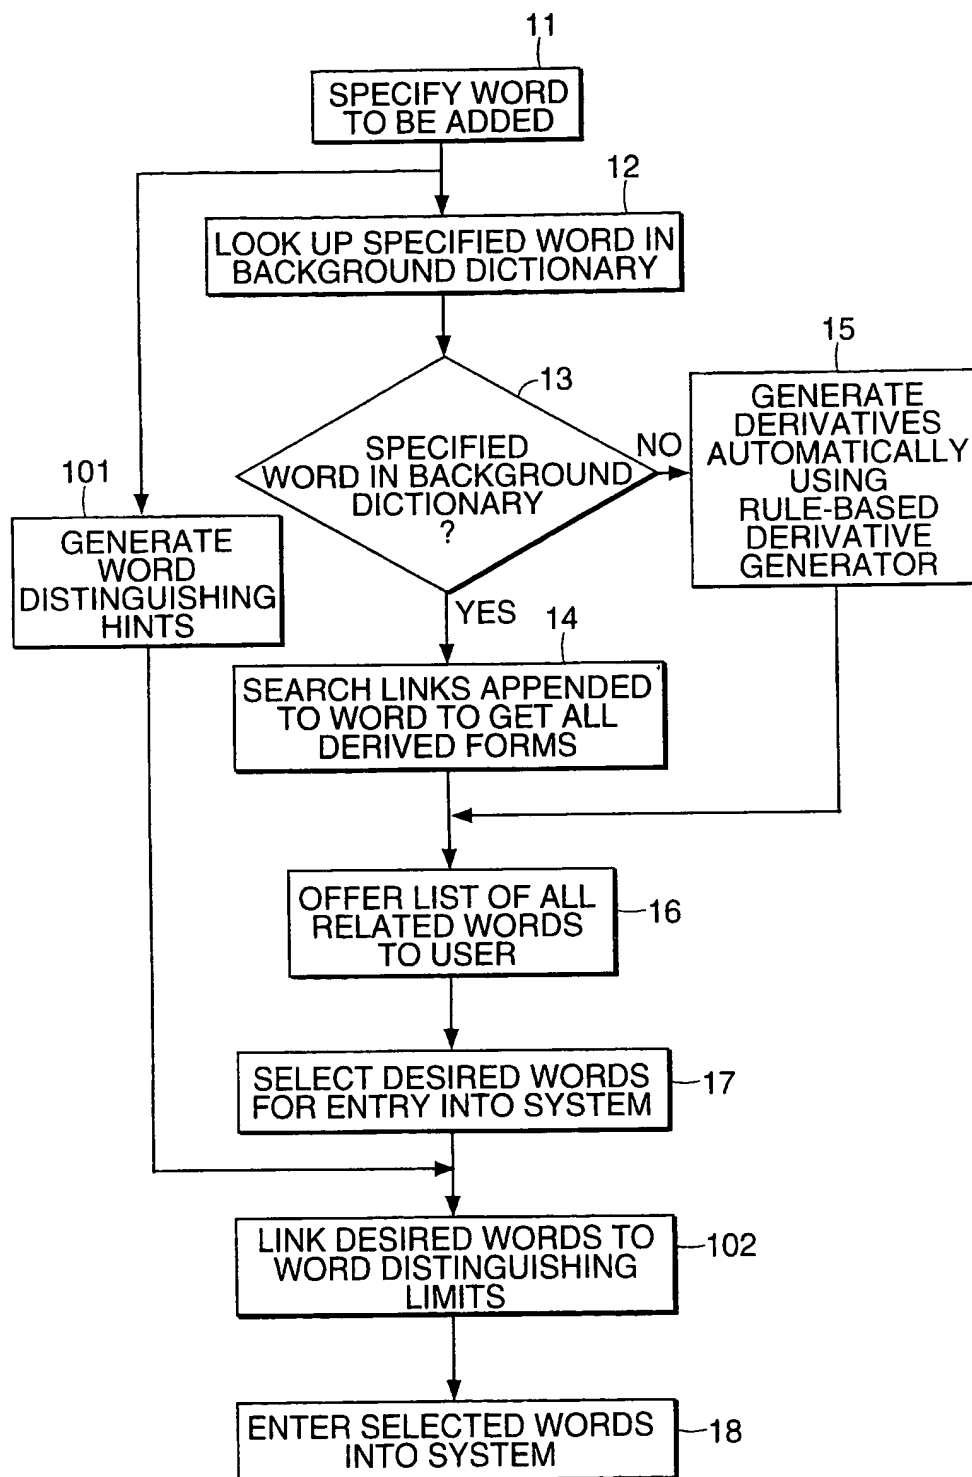 11
SPECIFY WORD
TO BE ADDED
12
LOOK UP SPECIFIED WORD IN
BACKGROUND DICTIONARY
13
SPECIFIED
WORD IN BACKGROUND
DICTIONARY
?
NO
YES
15
GENERATE
DERIVATIVES
AUTOMATICALLY
USING
RULE-BASED
DERIVATIVE
GENERATOR
101
GENERATE
WORD
DISTINGUISHING
HINTS
14
SEARCH LINKS APPENDED
TO WORD TO GET ALL
DERIVED FORMS
OFFER LIST OF ALL
RELATED WORDS
TO USER
16
SELECT DESIRED WORDS
FOR ENTRY INTO SYSTEM
17
LINK DESIRED WORDS TO
WORD DISTINGUISHING
LIMITS
102
ENTER SELECTED WORDS
INTO SYSTEM
18